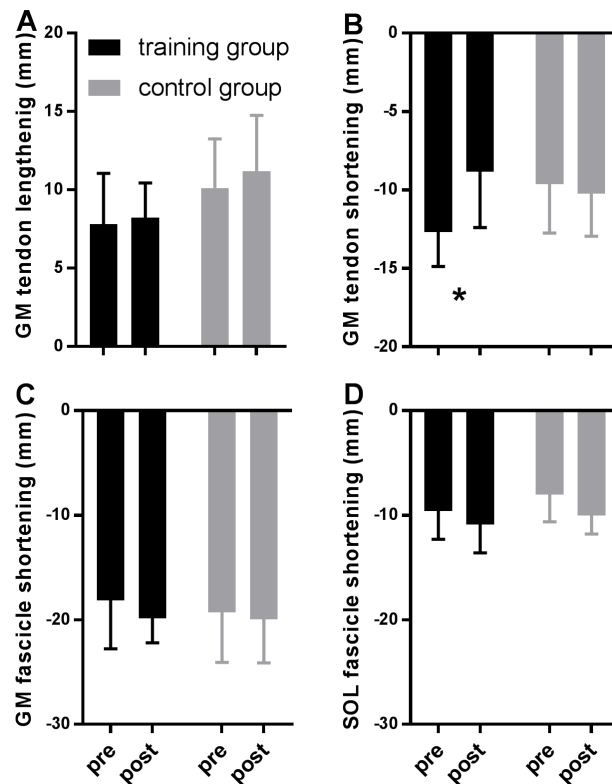 A
GM tendon lengthenig (mm)
20
15
10
5
0
training group
control group
B
GM tendon shortening (mm)
0
-5
-10
-15
-20
*
C
GM fascicle shortening (mm)
0
-10
-20
-30
pre
post
pre
post
D
SOL fascicle shortening (mm)
0
-10
-20
-30
pre
post
pre
post